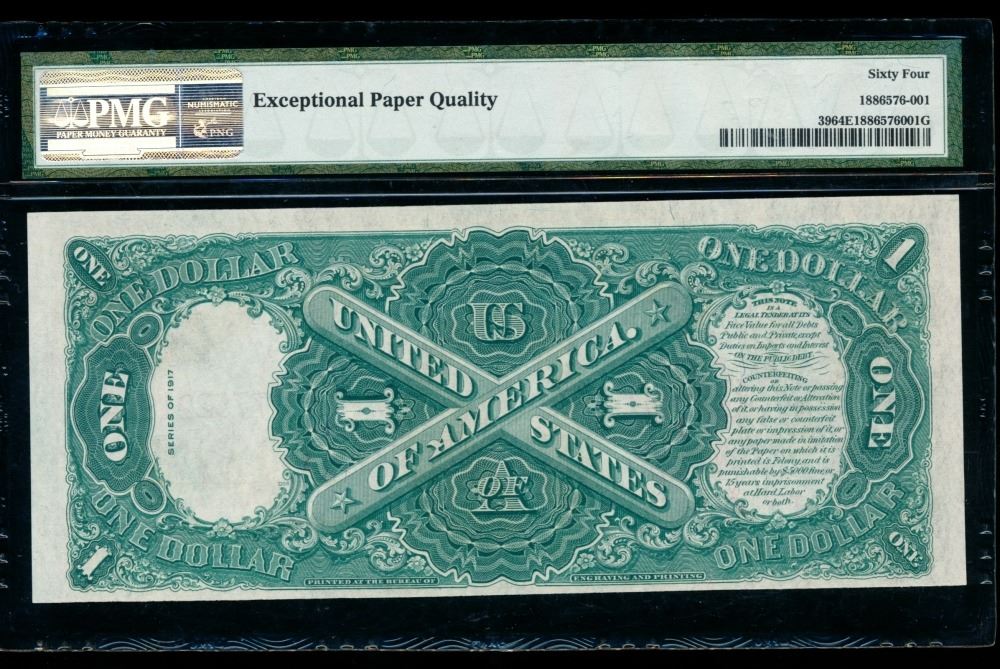 PMG
PAPER MONEY GUARANTY
NUMISMATIC
PNG
Exceptional Paper Quality
Sixty Four
1886576-001
3964E1886576001G
ONE
ONE DOLLAR
ONE DOLLAR
1
US
UNITED STATES
OF AMERICA.
1
1
OF
A
ONE
SERIES OF 1917
THIS NOTE
IS A
LEGAL TENDER AT ITS
Face Value for all Debts
Public and Private, except
Duties on Imports and Interest
ON THE PUBLIC DEBT.
COUNTERFEITING
or
altering this Note or passing
any Counterfeit or Alteration
of it, or having in possession
any false or counterfeit
plate or impression of it, or
any paper made in imitation
of the Paper on which it is
printed is Felony, and is
punishable by $5000 fine, or
15 years imprisonment
at Hard Labor
or both.
ONE
ONE DOLLAR
1
ONE DOLLAR
ONE
PRINTED AT THE BUREAU OF
ENGRAVING AND PRINTING